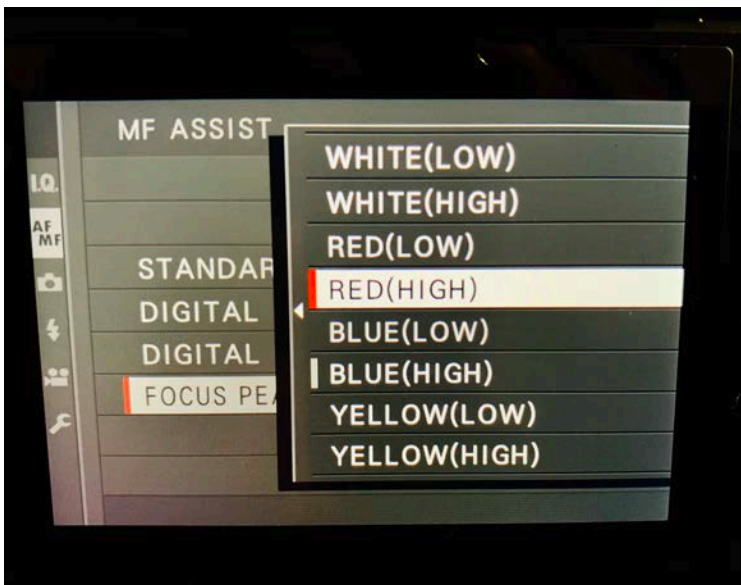 MF ASSIST
I.Q.
AF
MF
STANDAR
DIGITAL
DIGITAL
FOCUS PEA
WHITE(LOW)
WHITE(HIGH)
RED(LOW)
RED(HIGH)
BLUE(LOW)
BLUE(HIGH)
YELLOW(LOW)
YELLOW(HIGH)